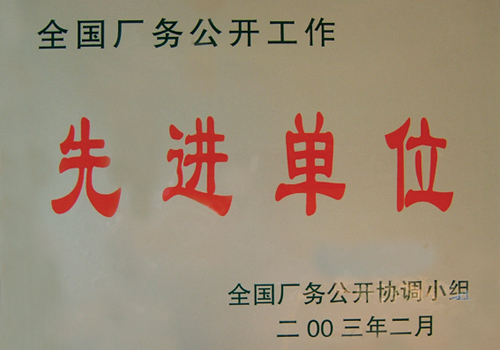 全国厂务公开工作
先进单位
全国厂务公开协调小组
二00三年二月